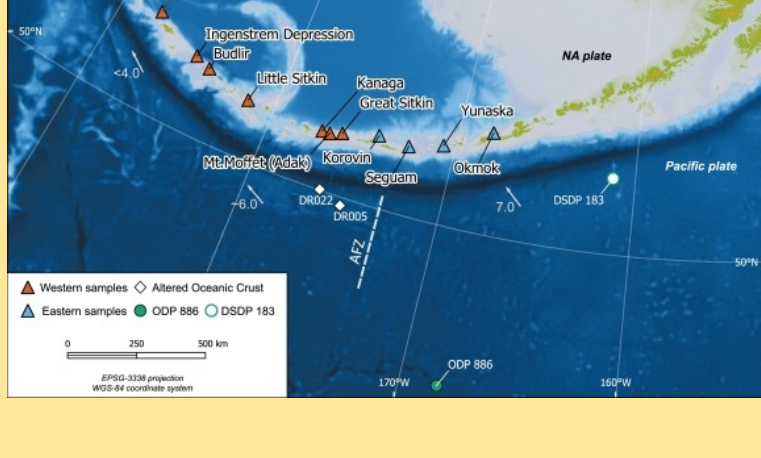 50°N
Ingenstrem Depression
Budlir
NA plate
<4.0
Little Sitkin
Kanaga
Great Sitkin
Yunaska
Mt.Moffet (Adak)
Korovin
Seguam
Okmok
Pacific plate
DR022
~6.0
DR005
7.0
DSDP 183
AFZ
50°N
Western samples
Altered Oceanic Crust
Eastern samples
ODP 886
DSDP 183
0 250 500 km
EPSG-3338 projection
WGS-84 coordinate system
ODP 886
170°W
160°W